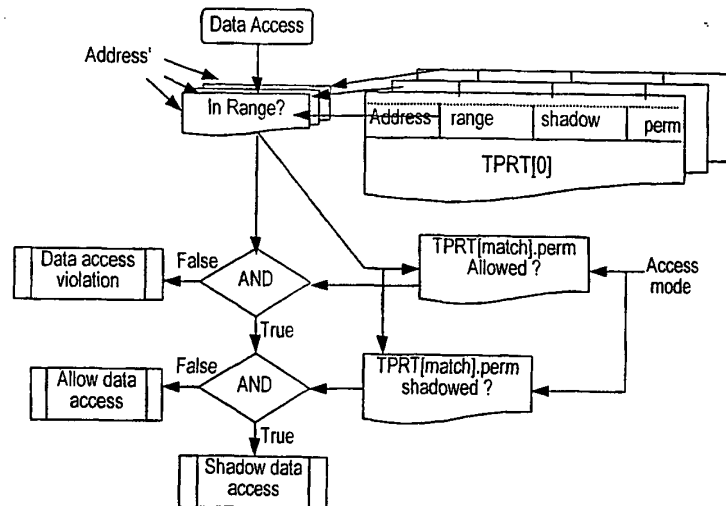 Data Access
Address'
In Range?
Address range shadow perm
TPRT[0]
Data access
violation
False
AND
TPRT[match].perm
Allowed ?
Access
mode
True
Allow data
access
False
AND
TPRT[match].perm
shadowed ?
True
Shadow data
access